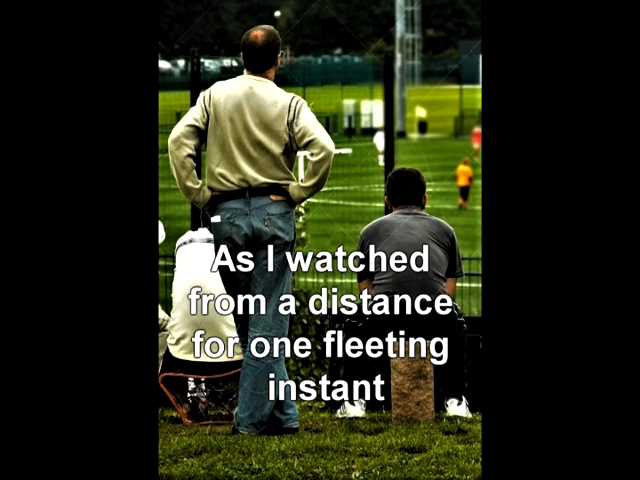 As I watched
from a distance
for one fleeting
instant